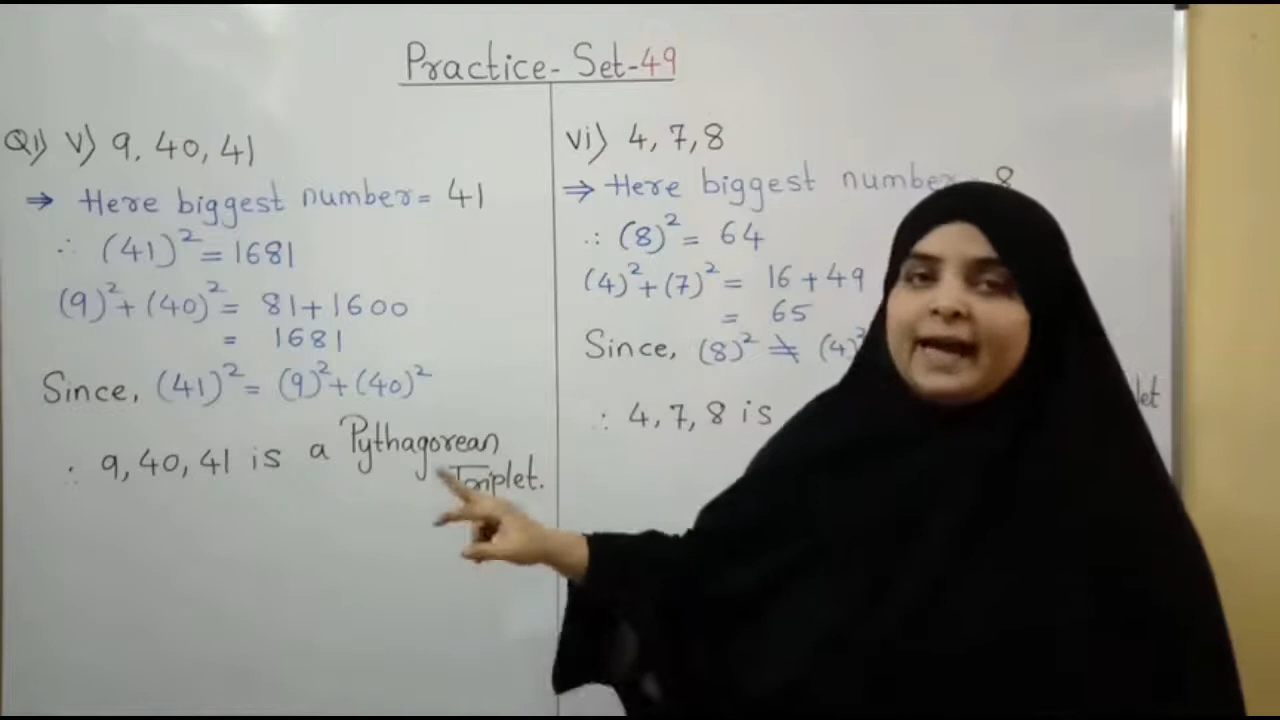 Practice - Set - 49
Q1) V) 9, 40, 41
⇒ Here biggest number = 41
∴ (41)² = 1681
(9)² + (40)² = 81 + 1600
= 1681
Since, (41)² = (9)² + (40)²
∴ 9, 40, 41 is a Pythagorean
Triplet.
vi) 4, 7, 8
⇒ Here biggest number 8
∴ (8)² = 64
(4)² + (7)² = 16 + 49
= 65
Since, (8)² ≠ (4)²
∴ 4, 7, 8 is